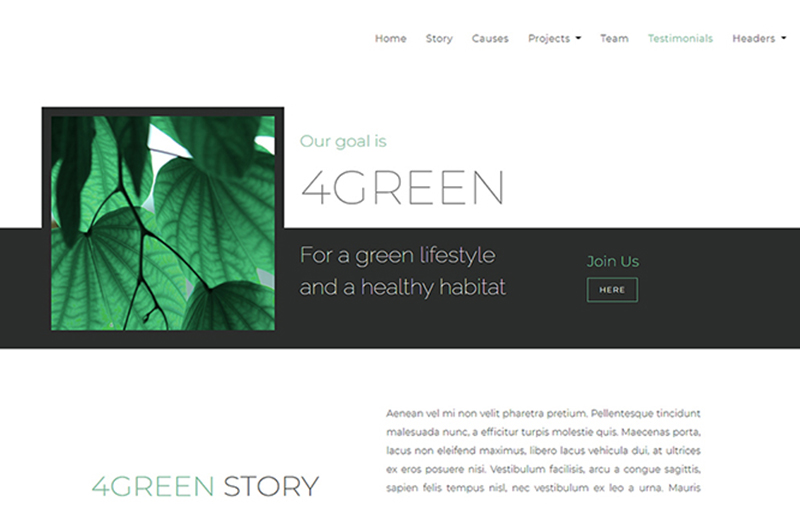 Home Story Causes Projects Team Testimonials Headers
Our goal is
4GREEN
For a green lifestyle
and a healthy habitat
Join Us
HERE
4GREEN STORY
Aenean vel mi non velit pharetra pretium. Pellentesque tincidunt
malesuada nunc, a efficitur turpis molestie quis. Maecenas porta,
lacus non eleifend maximus, libero lacus vehicula dui, at ultrices
ex eros posuere nisi. Vestibulum facilisis, arcu a congue sagittis,
sapien felis tempus nisl, nec vestibulum ex leo a urna. Mauris